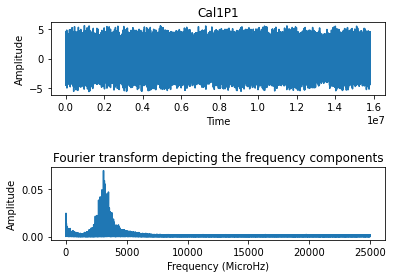 Cal1P1
Amplitude
5
0
−5
0.0 0.2 0.4 0.6 0.8 1.0 1.2 1.4 1.6
1e7
Time
Fourier transform depicting the frequency components
Amplitude
0.05
0.00
0 5000 10000 15000 20000 25000
Frequency (MicroHz)